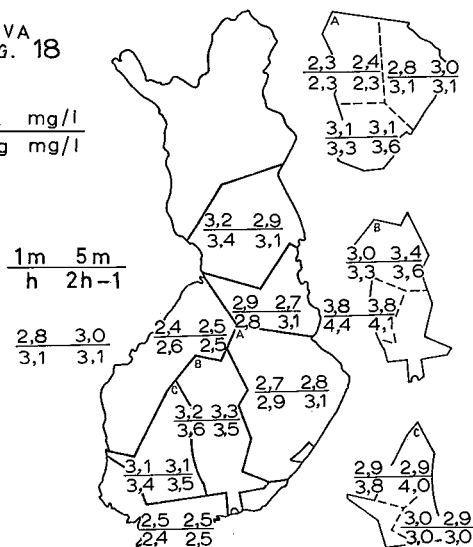 VA
G. 18
mg/l
g mg/l
1m 5m
h 2h-1
2,8 3,0
3,1 3,1
3,2 2,9
3,4 3,1
2,9 2,7
2,8 3,1
A
2,4 2,5
2,6 2,5
B
C
2,7 2,8
2,9 3,1
3,2 3,3
3,6 3,5
3,1 3,1
3,4 3,5
2,5 2,5
2,4 2,5
A
2,3 2,4
2,3 2,3
2,8 3,0
3,1 3,1
3,1 3,1
3,3 3,6
B
3,0 3,4
3,3 3,6
3,8 3,8
4,4 4,1
C
2,9 2,9
3,8 4,0
3,0 2,9
3,0 3,0